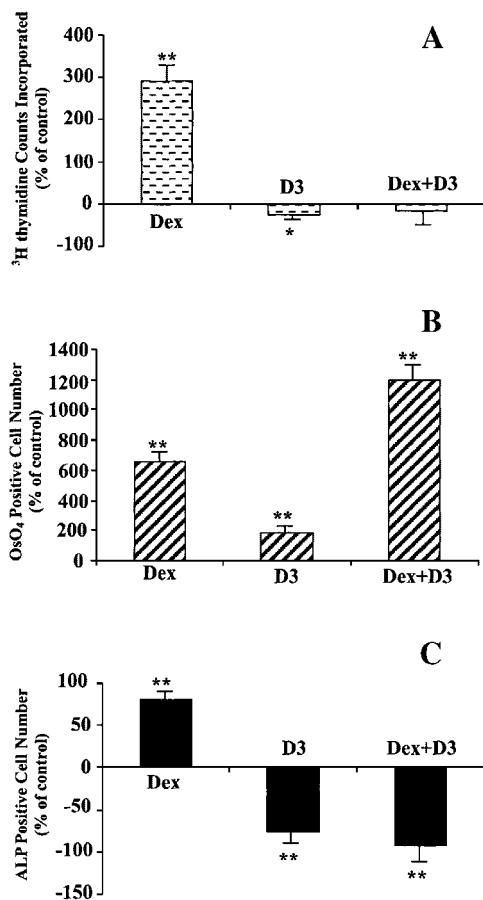 A
³H thymidine Counts Incorporated
(% of control)
400
300
200
100
0
-100
**
Dex
D3
*
Dex+D3
B
OsO₄ Positive Cell Number
(% of control)
1400
1200
1000
800
600
400
200
0
**
**
**
Dex
D3
Dex+D3
C
ALP Positive Cell Number
(% of control)
100
50
0
-50
-100
-150
**
Dex
D3
**
Dex+D3
**